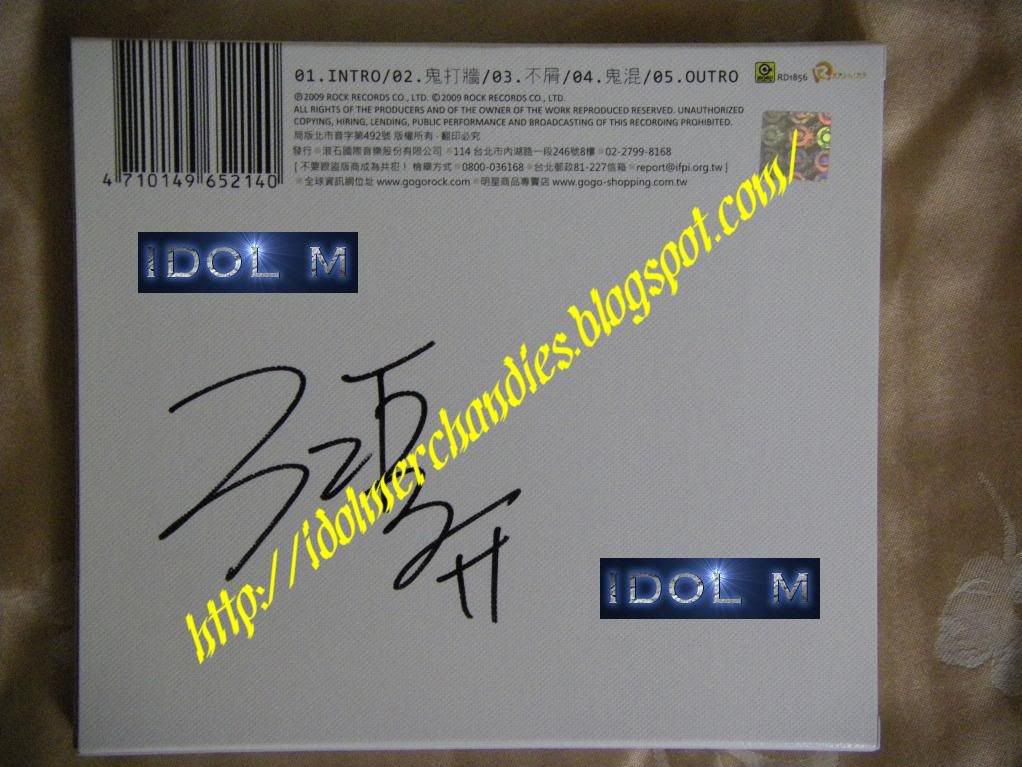 01.INTRO/02.鬼打牆/03.不屑/04.鬼混/05.OUTRO
ROCK RD1856
℗2009 ROCK RECORDS CO., LTD. ©2009 ROCK RECORDS CO., LTD.
ALL RIGHTS OF THE PRODUCERS AND OF THE OWNER OF THE WORK REPRODUCED RESERVED. UNAUTHORIZED
COPYING, HIRING, LENDING, PUBLIC PERFORMANCE AND BROADCASTING OF THIS RECORDING PROHIBITED.
局版北市音字第492號 版權所有‧翻印必究
發行 滾石國際音樂股份有限公司 114 台北市內湖路一段246號8樓 02-2799-8168
[ 不要跟盜版商成為共犯！ 檢舉方式 0800-036168 台北郵政81-227信箱 report@ifpi.org.tw ]
全球資訊網位址 www.gogorock.com 明星商品專賣店 www.gogo-shopping.com.tw
4 710149 652140
IDOL M
http://idolmerchandies.blogspot.com/
IDOL M